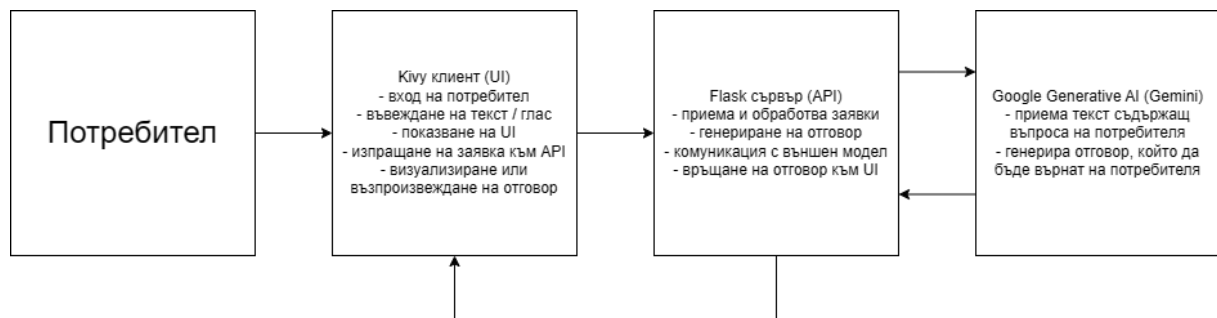 Потребител
Kivy клиент (UI)
- вход на потребител
- въвеждане на текст / глас
- показване на UI
- изпращане на заявка към API
- визуализиране или
възпроизвеждане на отговор
Flask сървър (API)
- приема и обработва заявки
- генериране на отговор
- комуникация с външен модел
- връщане на отговор към UI
Google Generative AI (Gemini)
- приема текст съдържащ
въпроса на потребителя
- генерира отговор, който да
бъде върнат на потребителя